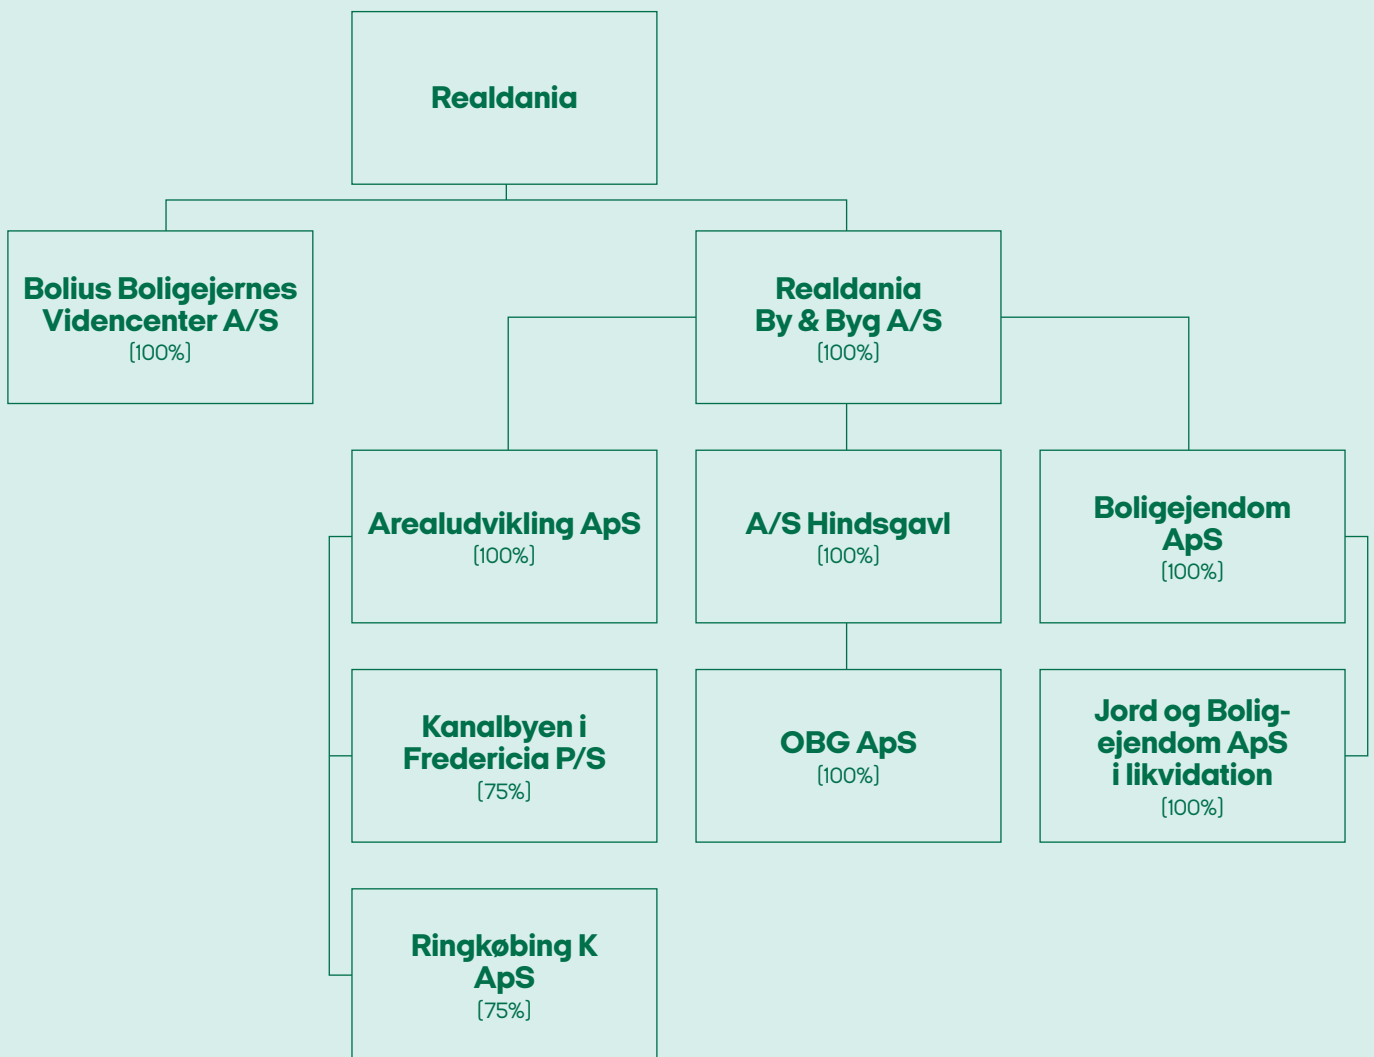 Realdania
Bolius Boligejernes
Videncenter A/S
(100%)
Realdania
By & Byg A/S
(100%)
Arealudvikling ApS
(100%)
A/S Hindsgavl
(100%)
Boligejendom
ApS
(100%)
Kanalbyen i
Fredericia P/S
(75%)
OBG ApS
(100%)
Jord og Bolig-
ejendom ApS
i likvidation
(100%)
Ringkøbing K
ApS
(75%)